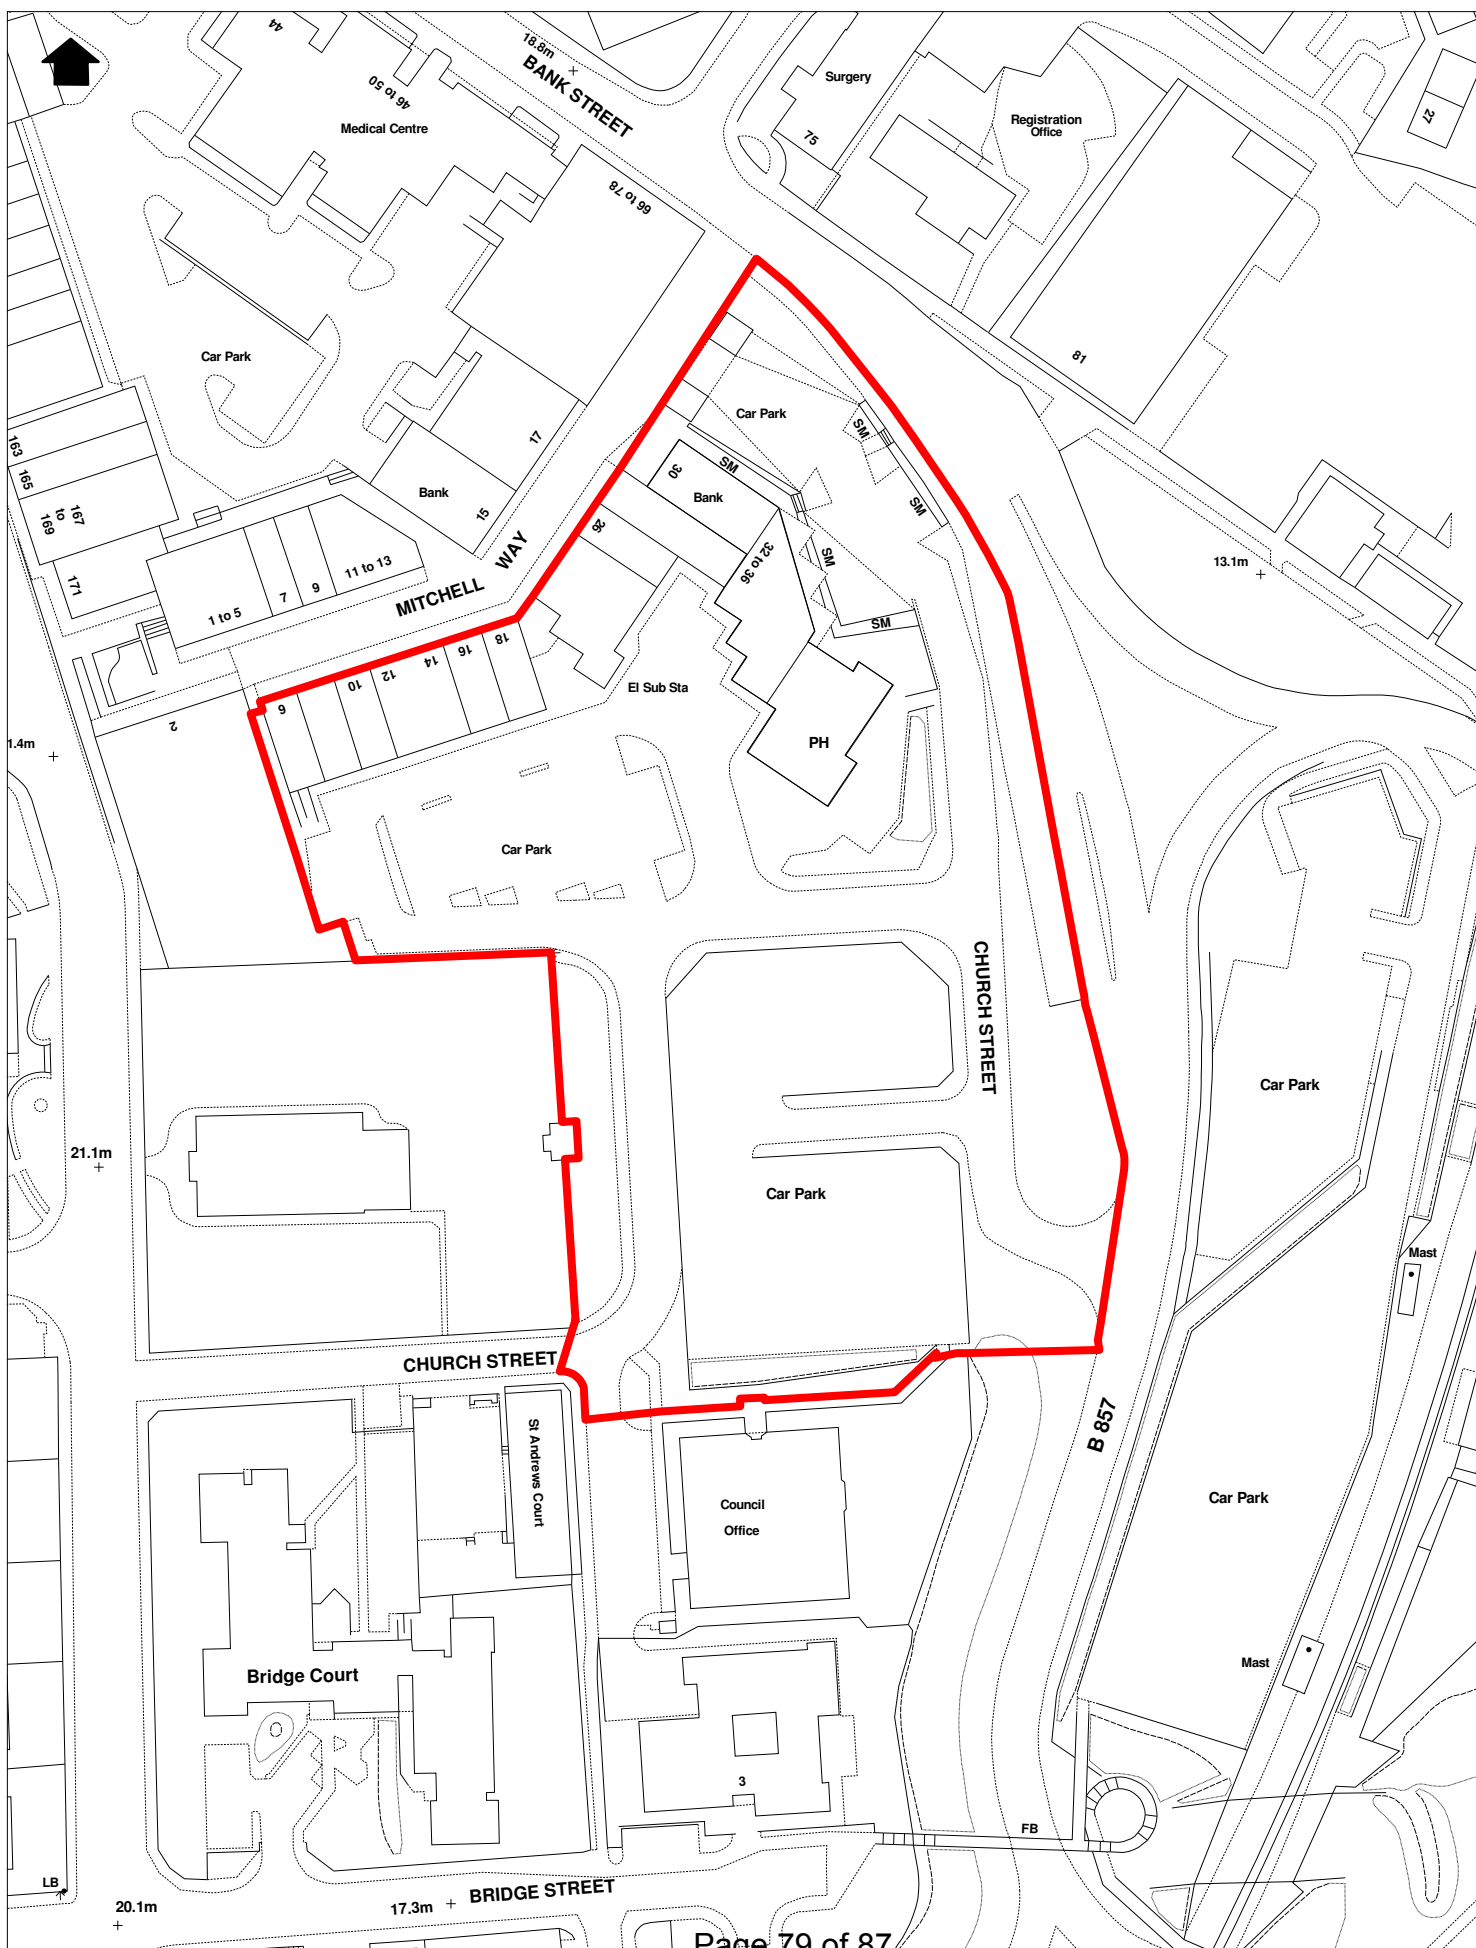 44
18.8m
BANK STREET
46 to 50
Medical Centre
Surgery
75
Registration
Office
27
66 to 78
Car Park
81
Car Park
SM
SM
17
30
SM
Bank
Bank
15
26
32 to 36
SM
SM
163
165
167
to
169
171
13.1m
WAY
MITCHELL
11 to 13
9
7
1 to 5
18
16
14
12
10
6
2
El Sub Sta
PH
1.4m
Car Park
CHURCH STREET
Car Park
21.1m
Car Park
Mast
CHURCH STREET
B 857
St Andrews Court
Council
Office
Car Park
Bridge Court
Mast
3
FB
LB
20.1m
17.3m
BRIDGE STREET
Page 79 of 87